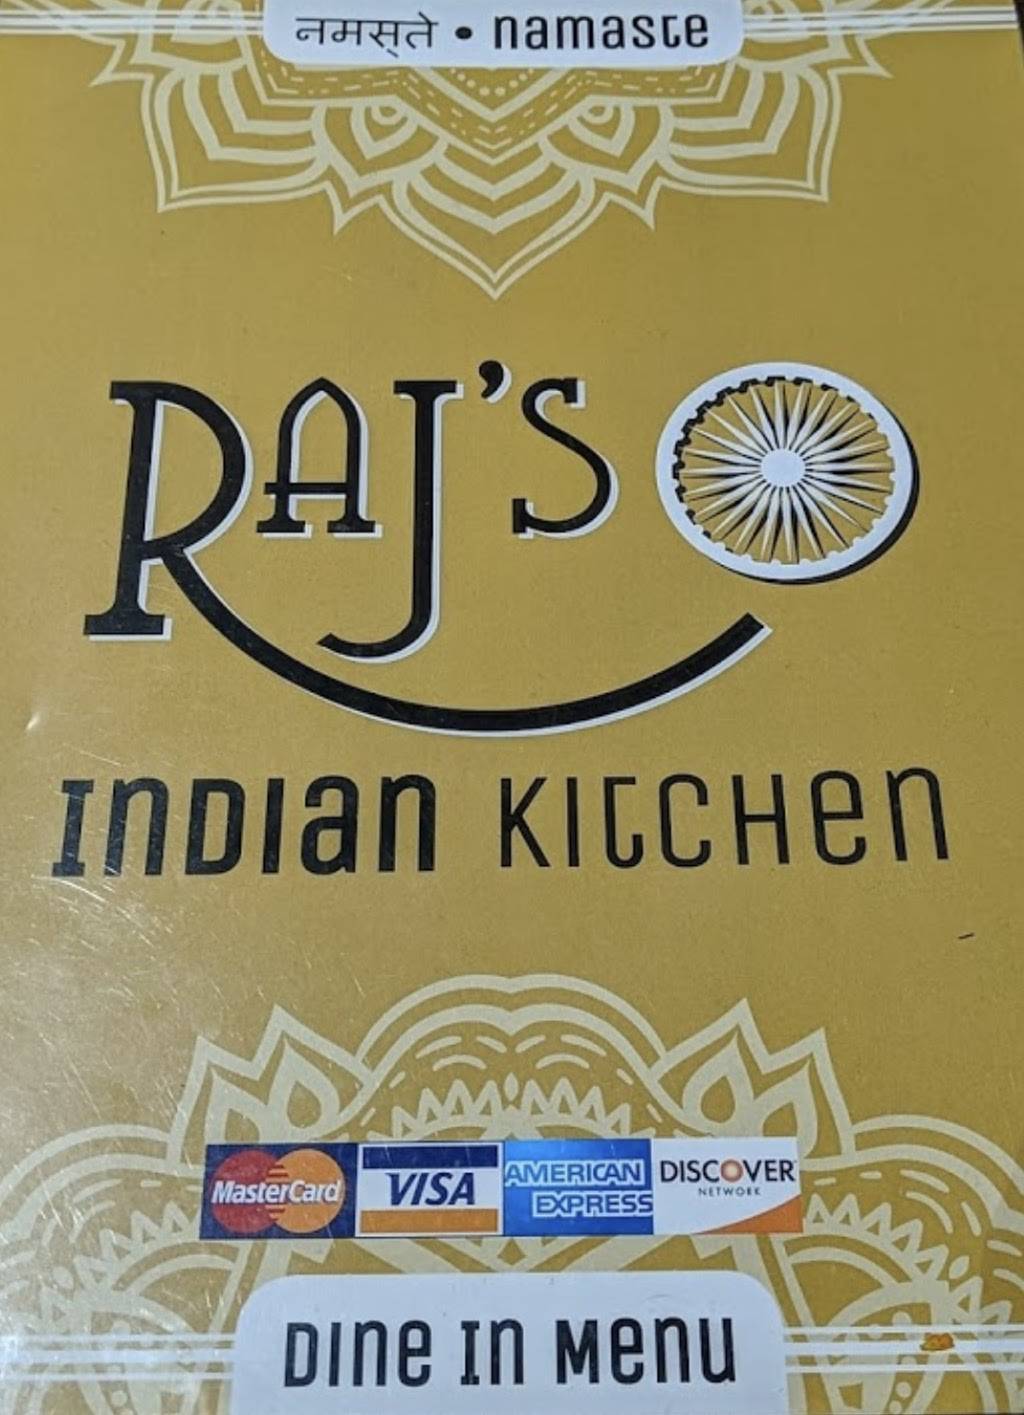 नमस्ते • namaste
RAJ'S
INDIan KITCHEn
MasterCard VISA AMERICAN EXPRESS DISCOVER NETWORK
DIne In Menu